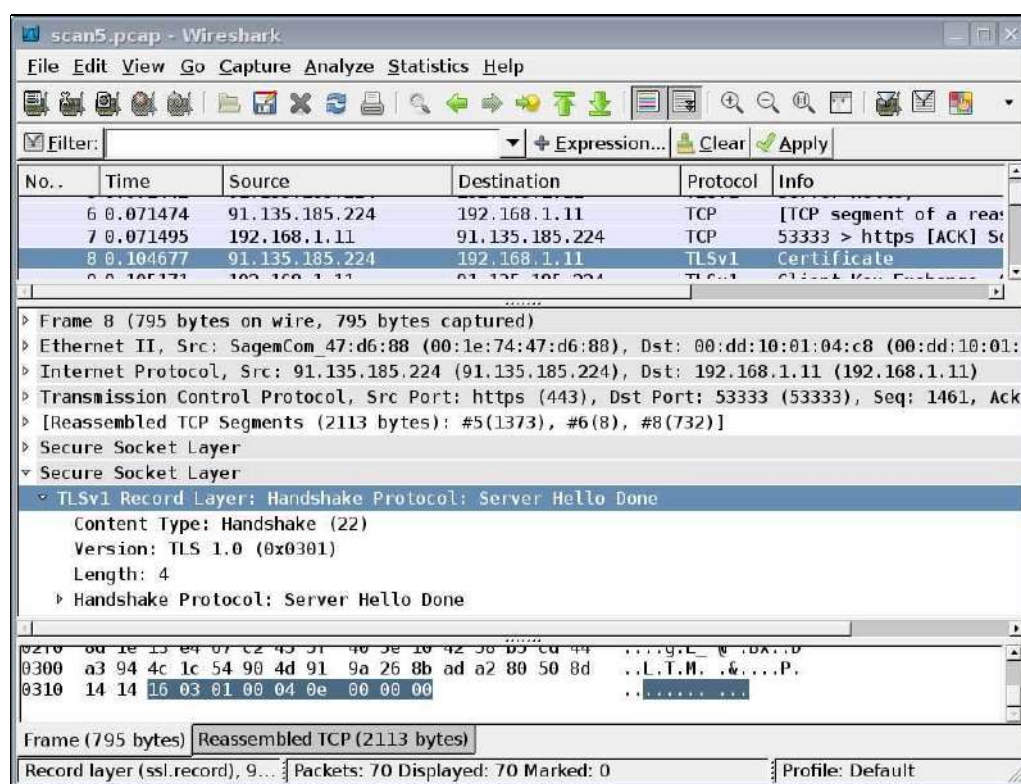 scan5.pcap - Wireshark
File Edit View Go Capture Analyze Statistics Help
Filter: Expression... Clear Apply
No.. Time Source Destination Protocol Info
6 0.071474 91.135.185.224 192.168.1.11 TCP [TCP segment of a reas
7 0.071495 192.168.1.11 91.135.185.224 TCP 53333 > https [ACK] Se
8 0.104677 91.135.185.224 192.168.1.11 TLSv1 Certificate
Frame 8 (795 bytes on wire, 795 bytes captured)
Ethernet II, Src: SagemCom_47:d6:88 (00:1e:74:47:d6:88), Dst: 00:dd:10:01:04:c8 (00:dd:10:01:
Internet Protocol, Src: 91.135.185.224 (91.135.185.224), Dst: 192.168.1.11 (192.168.1.11)
Transmission Control Protocol, Src Port: https (443), Dst Port: 53333 (53333), Seq: 1461, Ack
[Reassembled TCP Segments (2113 bytes): #5(1373), #6(8), #8(732)]
Secure Socket Layer
Secure Socket Layer
TLSv1 Record Layer: Handshake Protocol: Server Hello Done
Content Type: Handshake (22)
Version: TLS 1.0 (0x0301)
Length: 4
Handshake Protocol: Server Hello Done
0300 a3 94 4c 1c 54 90 4d 91 9a 26 8b ad a2 80 50 8d ..L.T.M. .&....P.
0310 14 14 16 03 01 00 04 0e 00 00 00 ........ ...
Frame (795 bytes) Reassembled TCP (2113 bytes)
Record layer (ssl.record), 9... Packets: 70 Displayed: 70 Marked: 0 Profile: Default